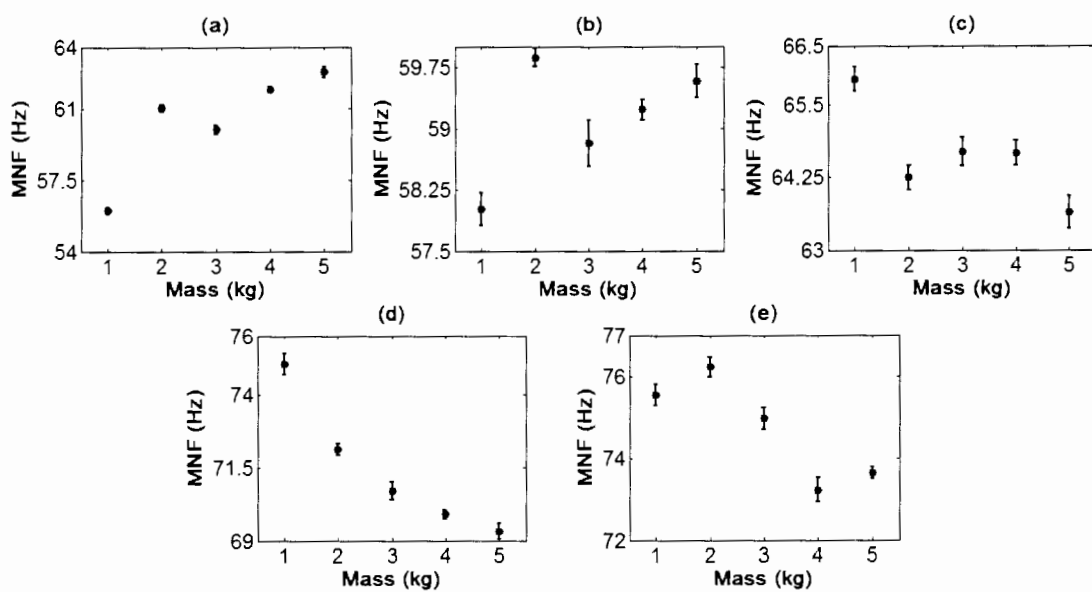 (a)
MNF (Hz)
64
61
57.5
54
1 2 3 4 5
Mass (kg)
(b)
MNF (Hz)
59.75
59
58.25
57.5
1 2 3 4 5
Mass (kg)
(c)
MNF (Hz)
66.5
65.5
64.25
63
1 2 3 4 5
Mass (kg)
(d)
MNF (Hz)
76
74
71.5
69
1 2 3 4 5
Mass (kg)
(e)
MNF (Hz)
77
76
74
72
1 2 3 4 5
Mass (kg)